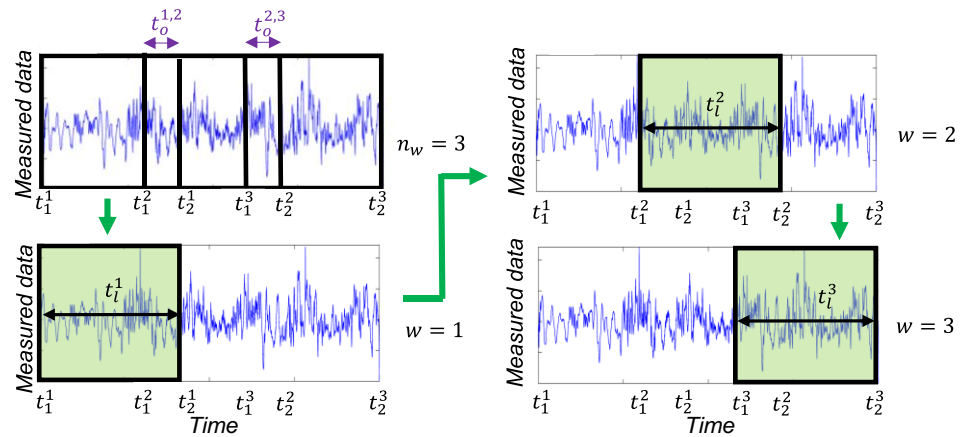 $t_o^{1,2}$ $t_o^{2,3}$
Measured data
$n_w = 3$
$t_1^1$ $t_1^2$ $t_2^1$ $t_1^3$ $t_2^2$ $t_2^3$
Measured data
$t_l^1$
$w = 1$
$t_1^1$ $t_1^2$ $t_2^1$ $t_1^3$ $t_2^2$ $t_2^3$
Time
Measured data
$t_l^2$
$w = 2$
$t_1^1$ $t_1^2$ $t_2^1$ $t_1^3$ $t_2^2$ $t_2^3$
Measured data
$t_l^3$
$w = 3$
$t_1^1$ $t_1^2$ $t_2^1$ $t_1^3$ $t_2^2$ $t_2^3$
Time